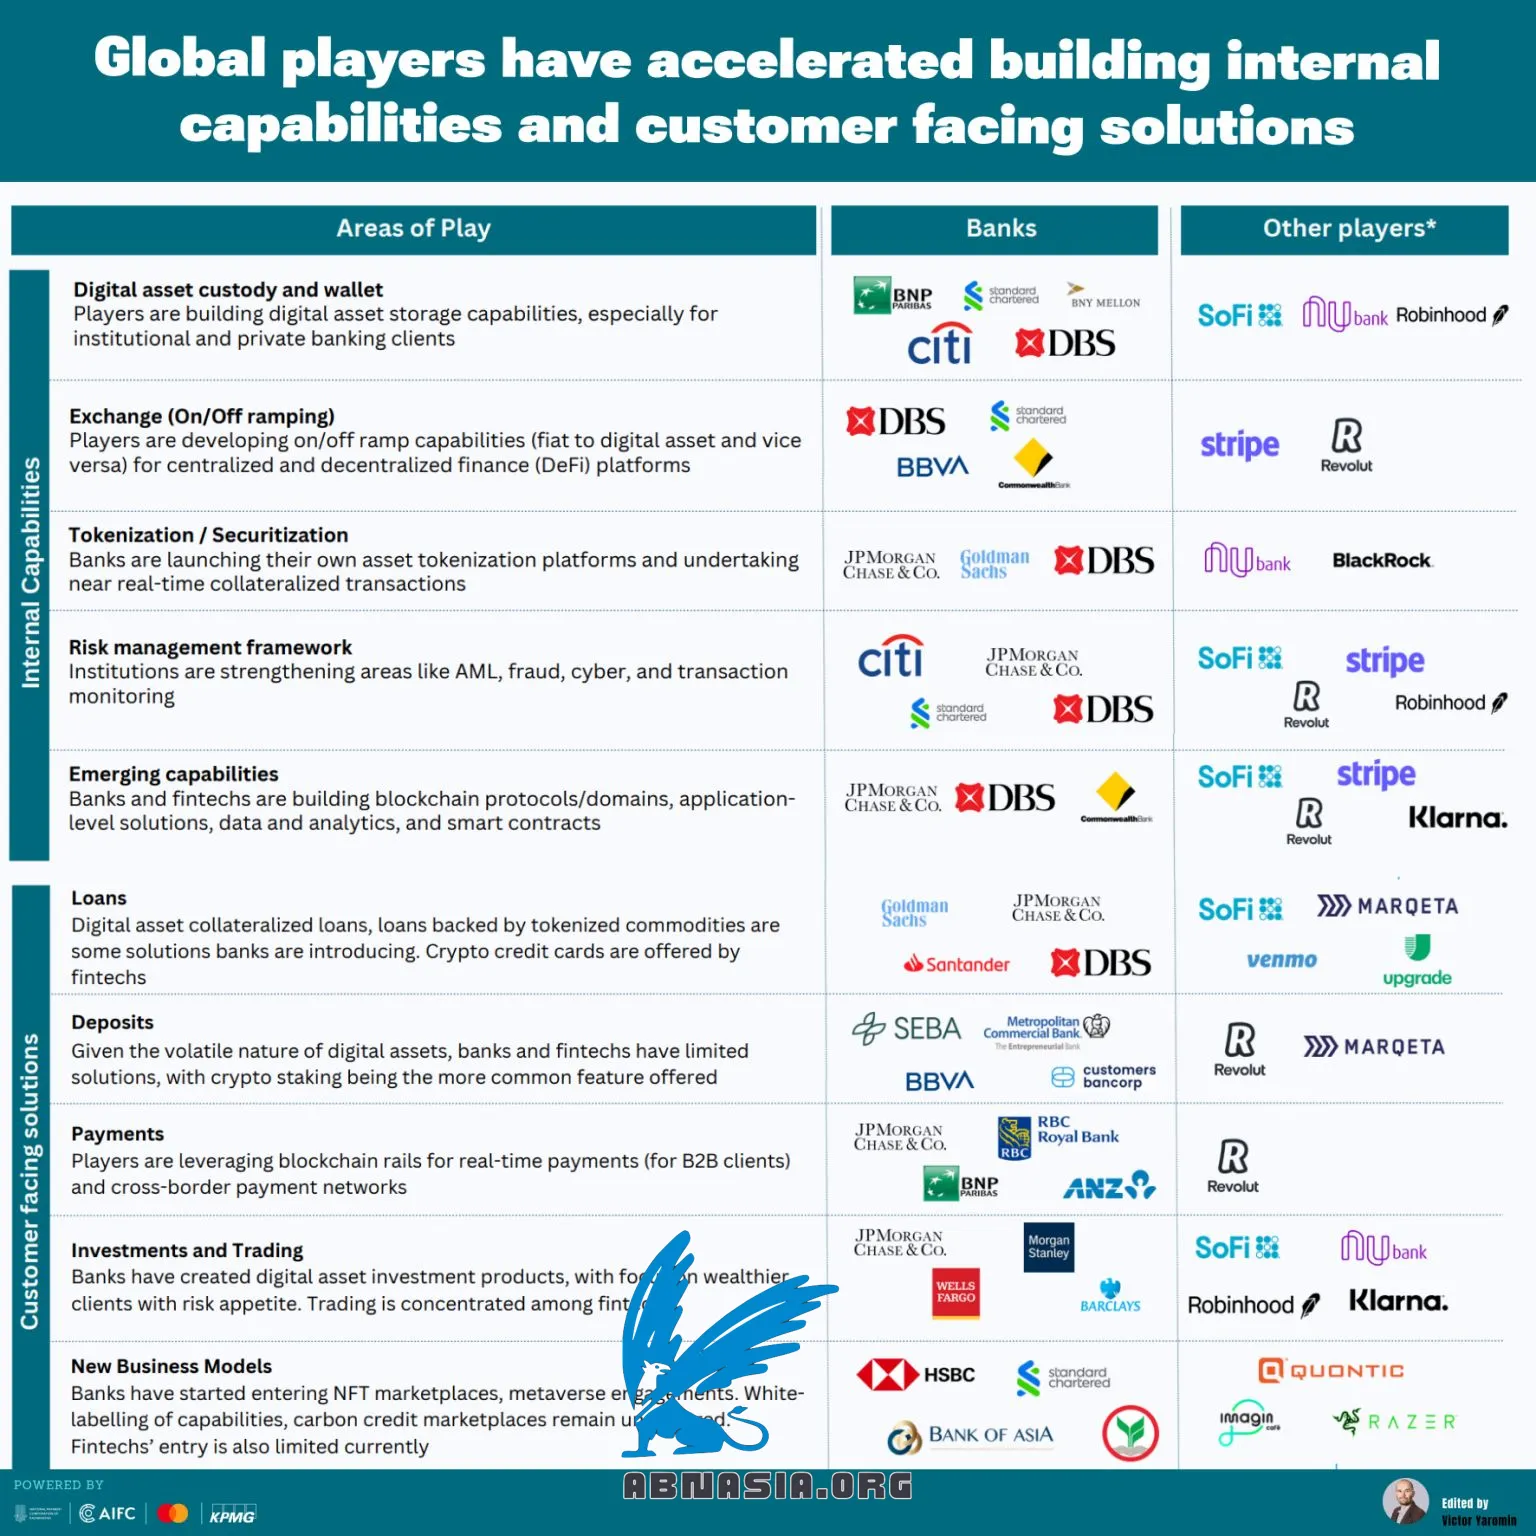 Global players have accelerated building internal
capabilities and customer facing solutions
Areas of Play
Banks
Other players*
Internal Capabilities
Digital asset custody and wallet
Players are building digital asset storage capabilities, especially for
institutional and private banking clients
BNP
PARIBAS
standard
chartered
BNY MELLON
citi
DBS
SoFi
nu bank
Robinhood
Exchange (On/Off ramping)
Players are developing on/off ramp capabilities (fiat to digital asset and vice
versa) for centralized and decentralized finance (DeFi) platforms
DBS
standard
chartered
BBVA
CommonwealthBank
stripe
Revolut
Tokenization / Securitization
Banks are launching their own asset tokenization platforms and undertaking
near real-time collateralized transactions
JPMORGAN
CHASE & CO.
Goldman
Sachs
DBS
nu bank
BlackRock.
Risk management framework
Institutions are strengthening areas like AML, fraud, cyber, and transaction
monitoring
citi
JPMORGAN
CHASE & CO.
standard
chartered
DBS
SoFi
stripe
Revolut
Robinhood
Emerging capabilities
Banks and fintechs are building blockchain protocols/domains, application-
level solutions, data and analytics, and smart contracts
JPMORGAN
CHASE & CO.
DBS
CommonwealthBank
SoFi
stripe
Revolut
Klarna.
Customer facing solutions
Loans
Digital asset collateralized loans, loans backed by tokenized commodities are
some solutions banks are introducing. Crypto credit cards are offered by
fintechs
Goldman
Sachs
JPMORGAN
CHASE & CO.
Santander
DBS
SoFi
MARQETA
venmo
upgrade
Deposits
Given the volatile nature of digital assets, banks and fintechs have limited
solutions, with crypto staking being the more common feature offered
SEBA
Metropolitan
Commercial Bank
The Entrepreneurial Bank
BBVA
customers
bancorp
Revolut
MARQETA
Payments
Players are leveraging blockchain rails for real-time payments (for B2B clients)
and cross-border payment networks
JPMORGAN
CHASE & CO.
RBC
RBC
Royal Bank
BNP
PARIBAS
ANZ
Revolut
Investments and Trading
Banks have created digital asset investment products, with wealthier
clients with risk appetite. Trading is concentrated among
JPMORGAN
CHASE & CO.
Morgan
Stanley
WELLS
FARGO
BARCLAYS
SoFi
nu bank
Robinhood
Klarna.
New Business Models
Banks have started entering NFT marketplaces, metaverse White-
labelling of capabilities, carbon credit marketplaces remain
Fintechs' entry is also limited currently
HSBC
standard
chartered
BANK OF ASIA
QUONTIC
imagin
café
RAZER
POWERED BY
AIFC
KPMG
ABNASIA.ORG
Edited by
Victor Yaromin